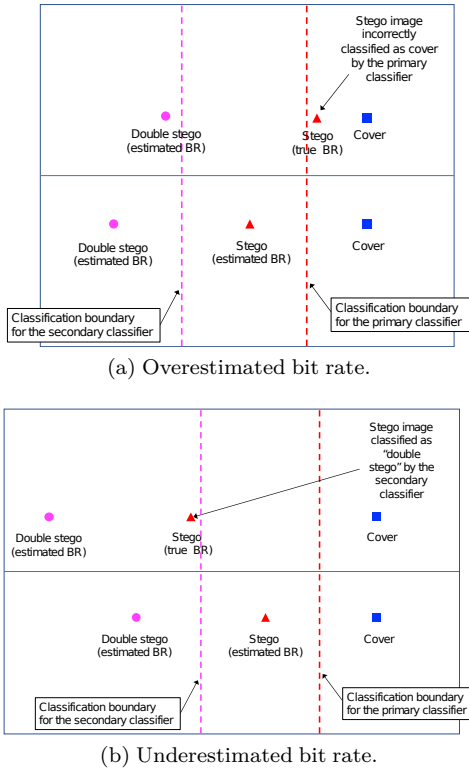 Stego image
incorrectly
classified as cover
by the primary
classifier
Double stego
(estimated BR)
Stego
(true BR)
Cover
Double stego
(estimated BR)
Stego
(estimated BR)
Cover
Classification boundary
for the secondary classifier
Classification boundary
for the primary classifier
(a) Overestimated bit rate.
Stego image
classified as
“double
stego” by the
secondary
classifier
Double stego
(estimated BR)
Stego
(true BR)
Cover
Double stego
(estimated BR)
Stego
(estimated BR)
Cover
Classification boundary
for the secondary classifier
Classification boundary
for the primary classifier
(b) Underestimated bit rate.